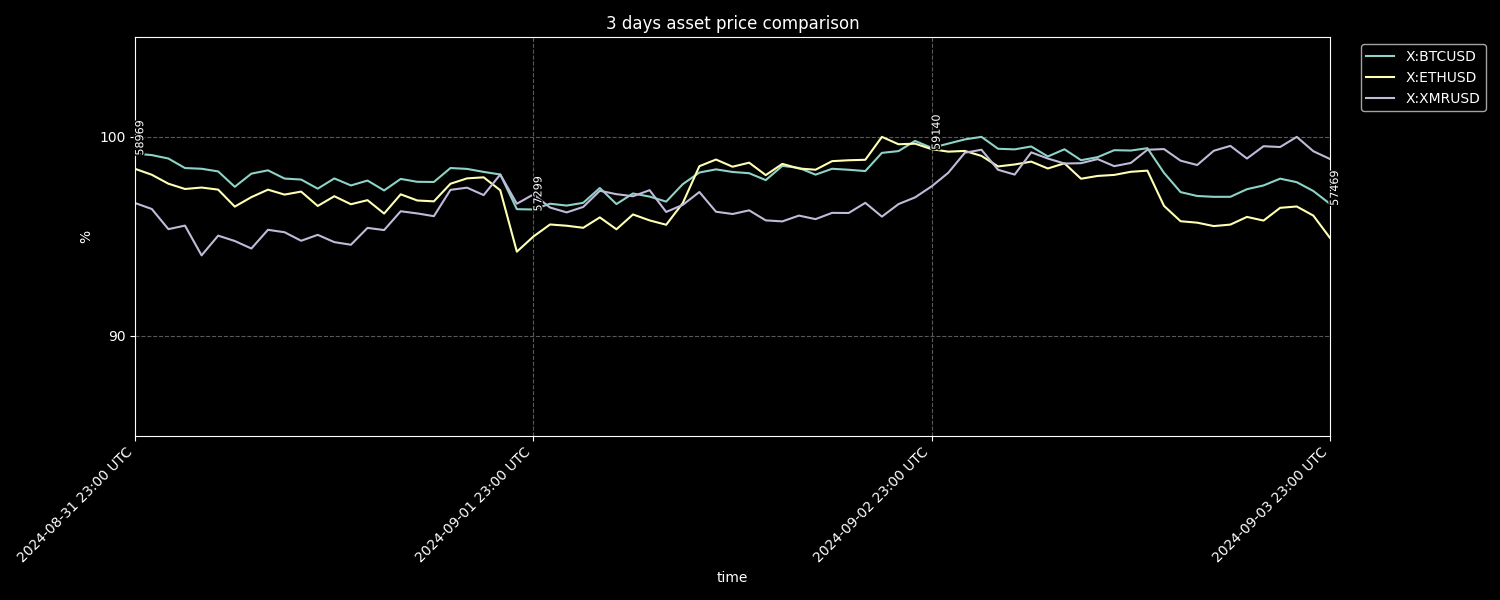 3 days asset price comparison
X:BTCUSD
X:ETHUSD
X:XMRUSD
100
90
%
58969
57299
59140
57469
2024-08-31 23:00 UTC
2024-09-01 23:00 UTC
2024-09-02 23:00 UTC
2024-09-03 23:00 UTC
time